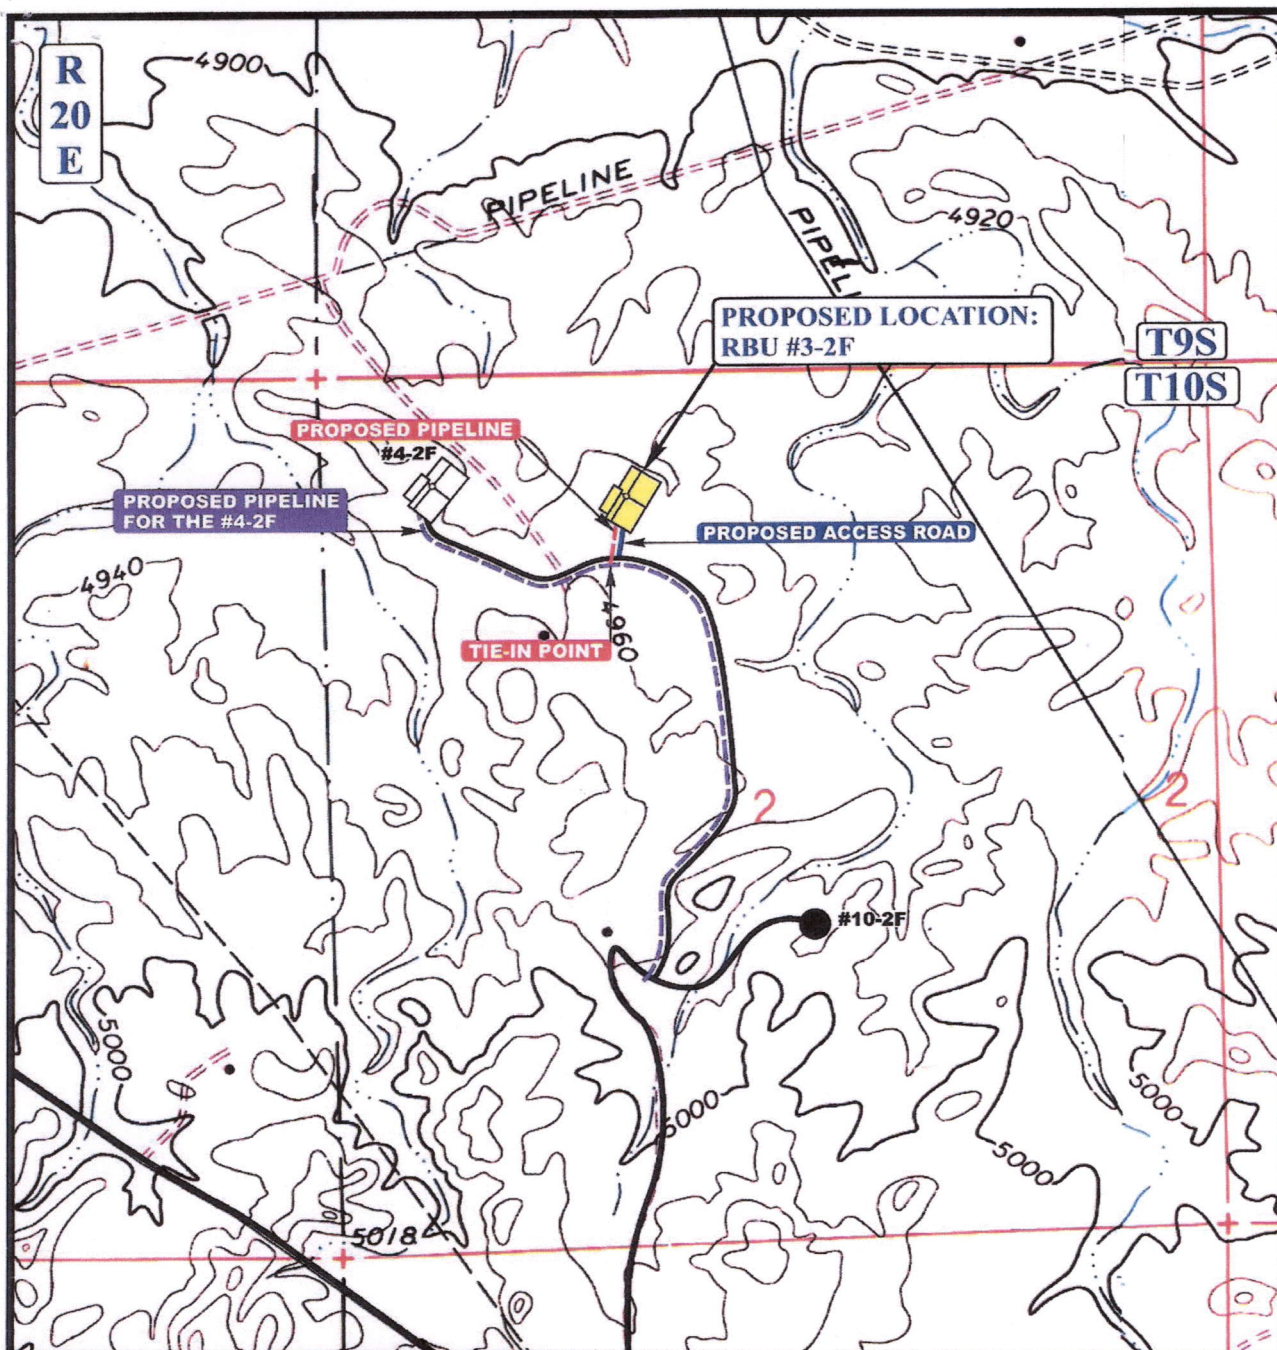 R
20
E
4900
PIPELINE
PIPELI
4920
PROPOSED LOCATION:
RBU #3-2F
T9S
T10S
PROPOSED PIPELINE
#4-2F
PROPOSED PIPELINE
FOR THE #4-2F
PROPOSED ACCESS ROAD
4940
4960
TIE-IN POINT
2
2
#10-2F
5000
5000
5000
5000
5018